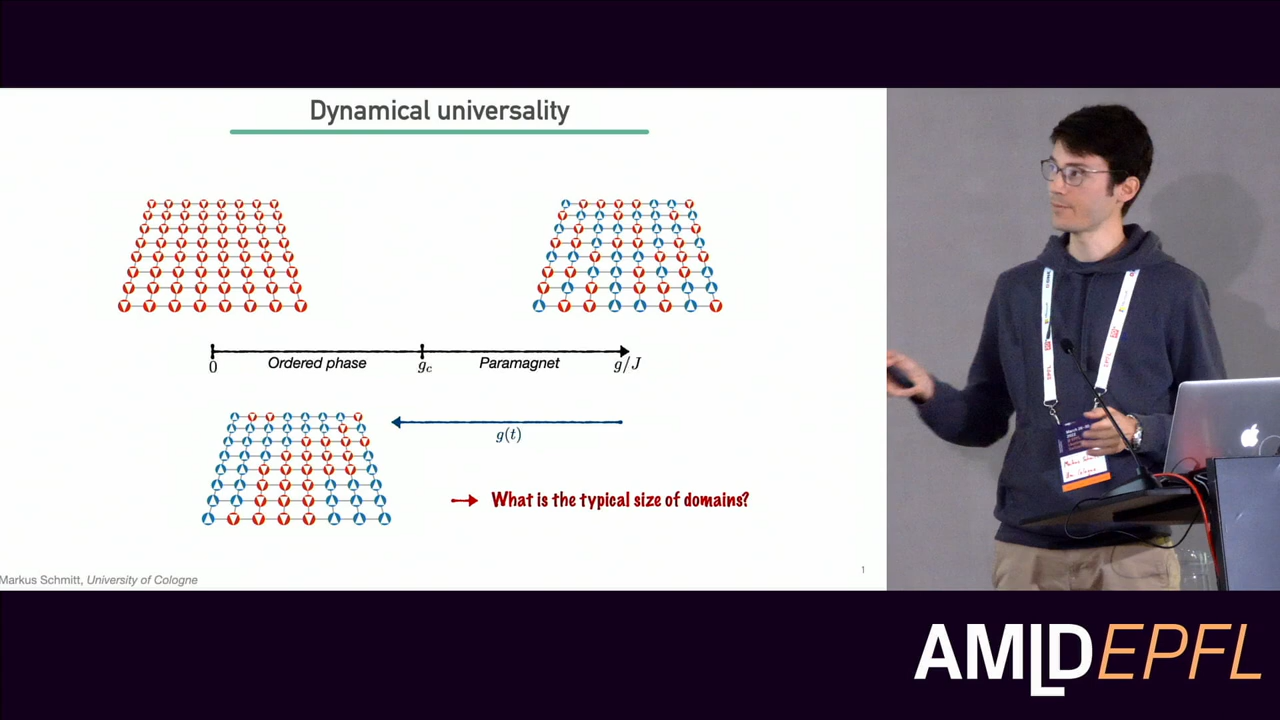 Dynamical universality
0
Ordered phase
g_c
Paramagnet
g/J
g(t)
What is the typical size of domains?
Markus Schmitt, University of Cologne
1
AMLD EPFL